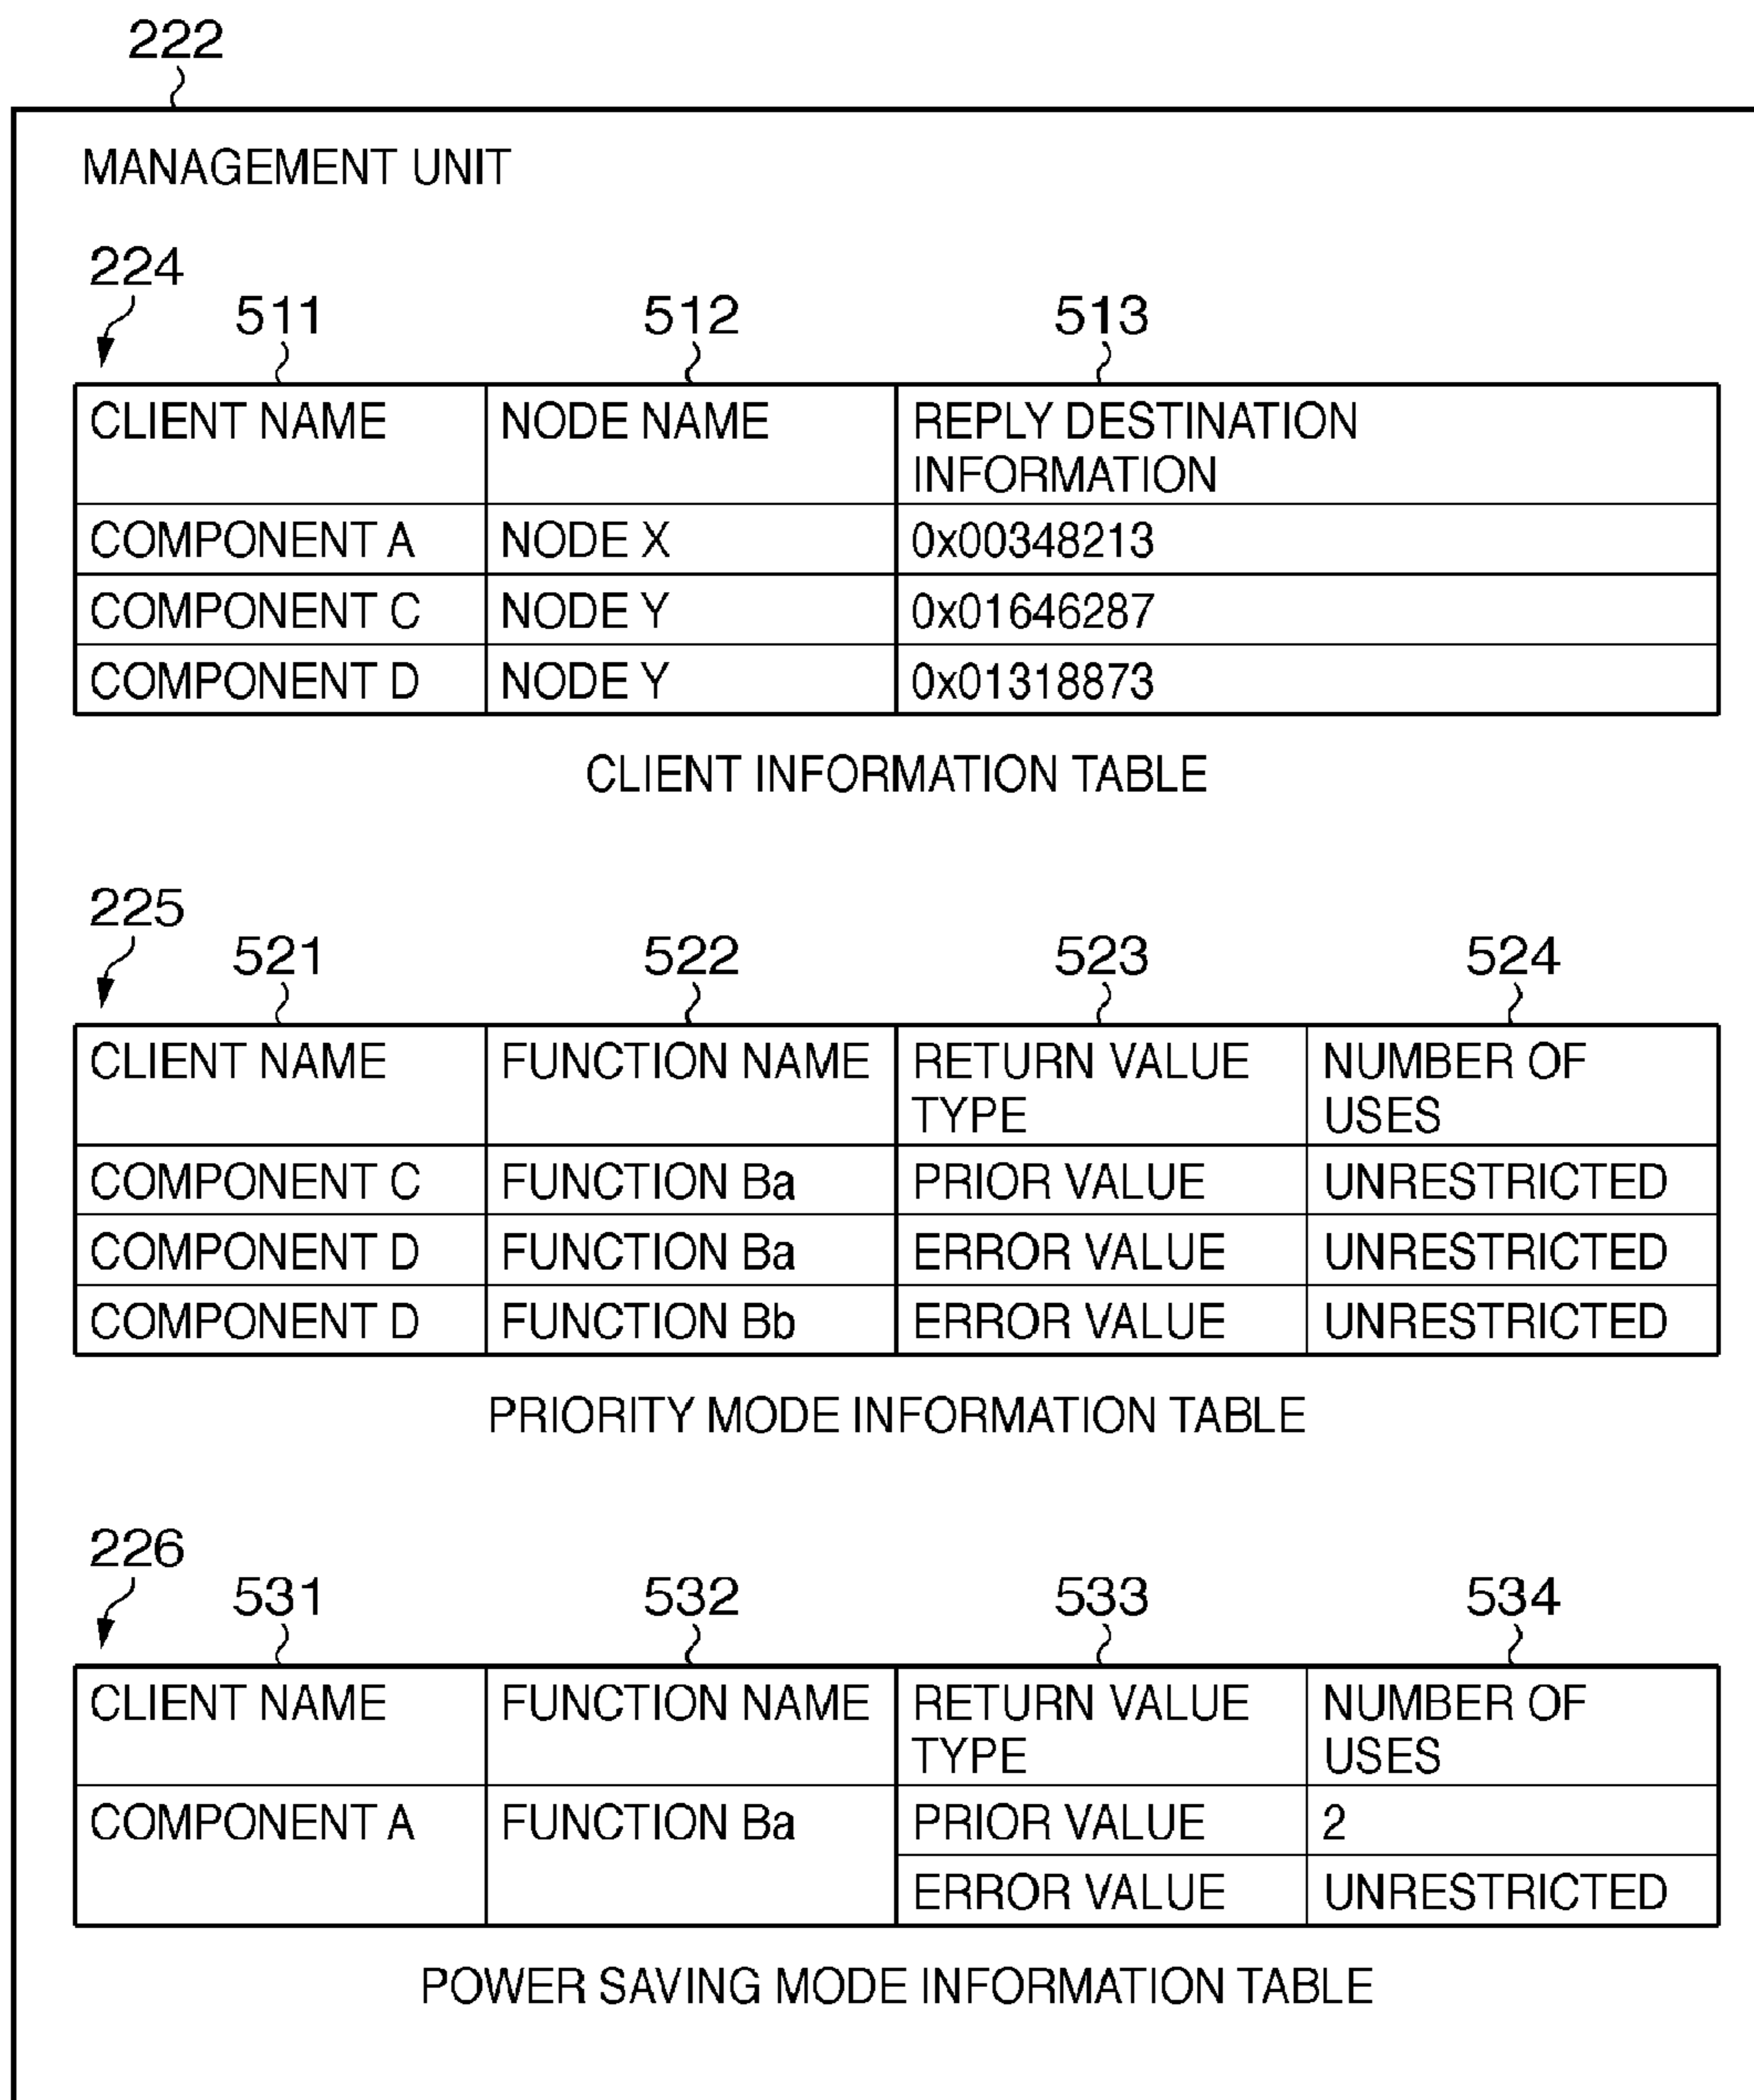 222
MANAGEMENT UNIT
224
511 512 513
CLIENT NAME NODE NAME REPLY DESTINATION
INFORMATION
COMPONENT A NODE X 0x00348213
COMPONENT C NODE Y 0x01646287
COMPONENT D NODE Y 0x01318873
CLIENT INFORMATION TABLE
225
521 522 523 524
CLIENT NAME FUNCTION NAME RETURN VALUE NUMBER OF
TYPE USES
COMPONENT C FUNCTION Ba PRIOR VALUE UNRESTRICTED
COMPONENT D FUNCTION Ba ERROR VALUE UNRESTRICTED
COMPONENT D FUNCTION Bb ERROR VALUE UNRESTRICTED
PRIORITY MODE INFORMATION TABLE
226
531 532 533 534
CLIENT NAME FUNCTION NAME RETURN VALUE NUMBER OF
TYPE USES
COMPONENT A FUNCTION Ba PRIOR VALUE 2
ERROR VALUE UNRESTRICTED
POWER SAVING MODE INFORMATION TABLE